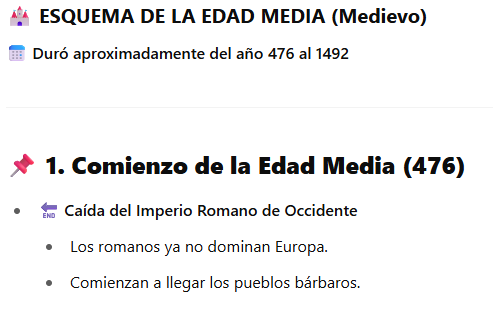 ESQUEMA DE LA EDAD MEDIA (Medievo)
Duró aproximadamente del año 476 al 1492
1. Comienzo de la Edad Media (476)
Caída del Imperio Romano de Occidente
Los romanos ya no dominan Europa.
Comienzan a llegar los pueblos bárbaros.